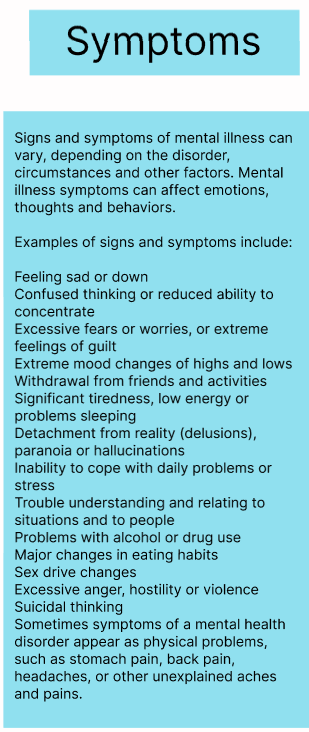 Symptoms
Signs and symptoms of mental illness can
vary, depending on the disorder,
circumstances and other factors. Mental
illness symptoms can affect emotions,
thoughts and behaviors.
Examples of signs and symptoms include:
Feeling sad or down
Confused thinking or reduced ability to
concentrate
Excessive fears or worries, or extreme
feelings of guilt
Extreme mood changes of highs and lows
Withdrawal from friends and activities
Significant tiredness, low energy or
problems sleeping
Detachment from reality (delusions),
paranoia or hallucinations
Inability to cope with daily problems or
stress
Trouble understanding and relating to
situations and to people
Problems with alcohol or drug use
Major changes in eating habits
Sex drive changes
Excessive anger, hostility or violence
Suicidal thinking
Sometimes symptoms of a mental health
disorder appear as physical problems,
such as stomach pain, back pain,
headaches, or other unexplained aches
and pains.